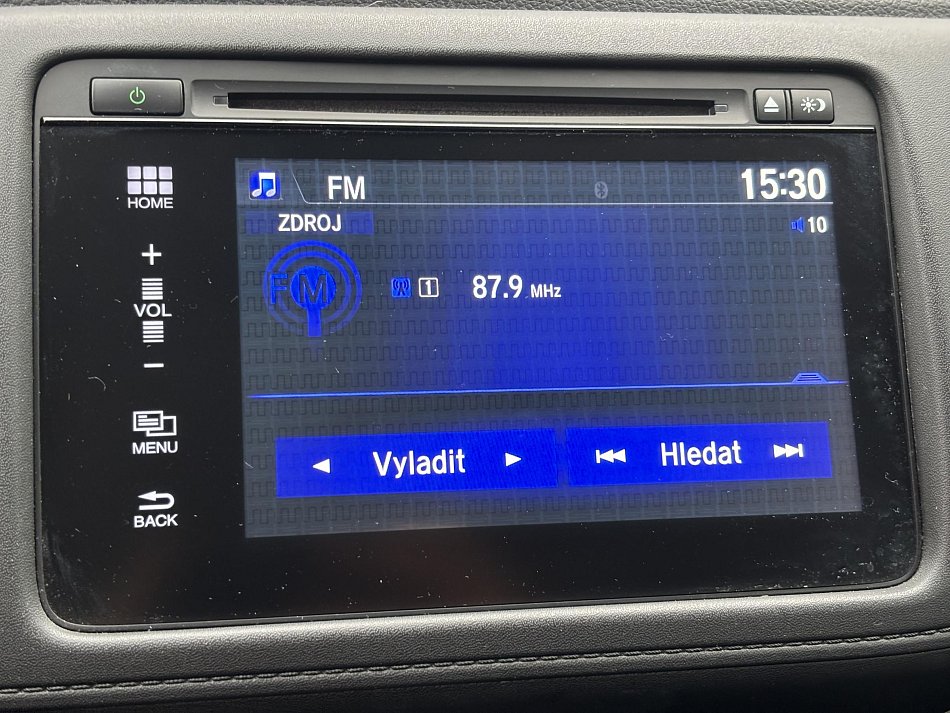 HOME
+
VOL
−
MENU
BACK
FM 15:30
ZDROJ 10
FM 1 87.9 MHz
Vyladit Hledat